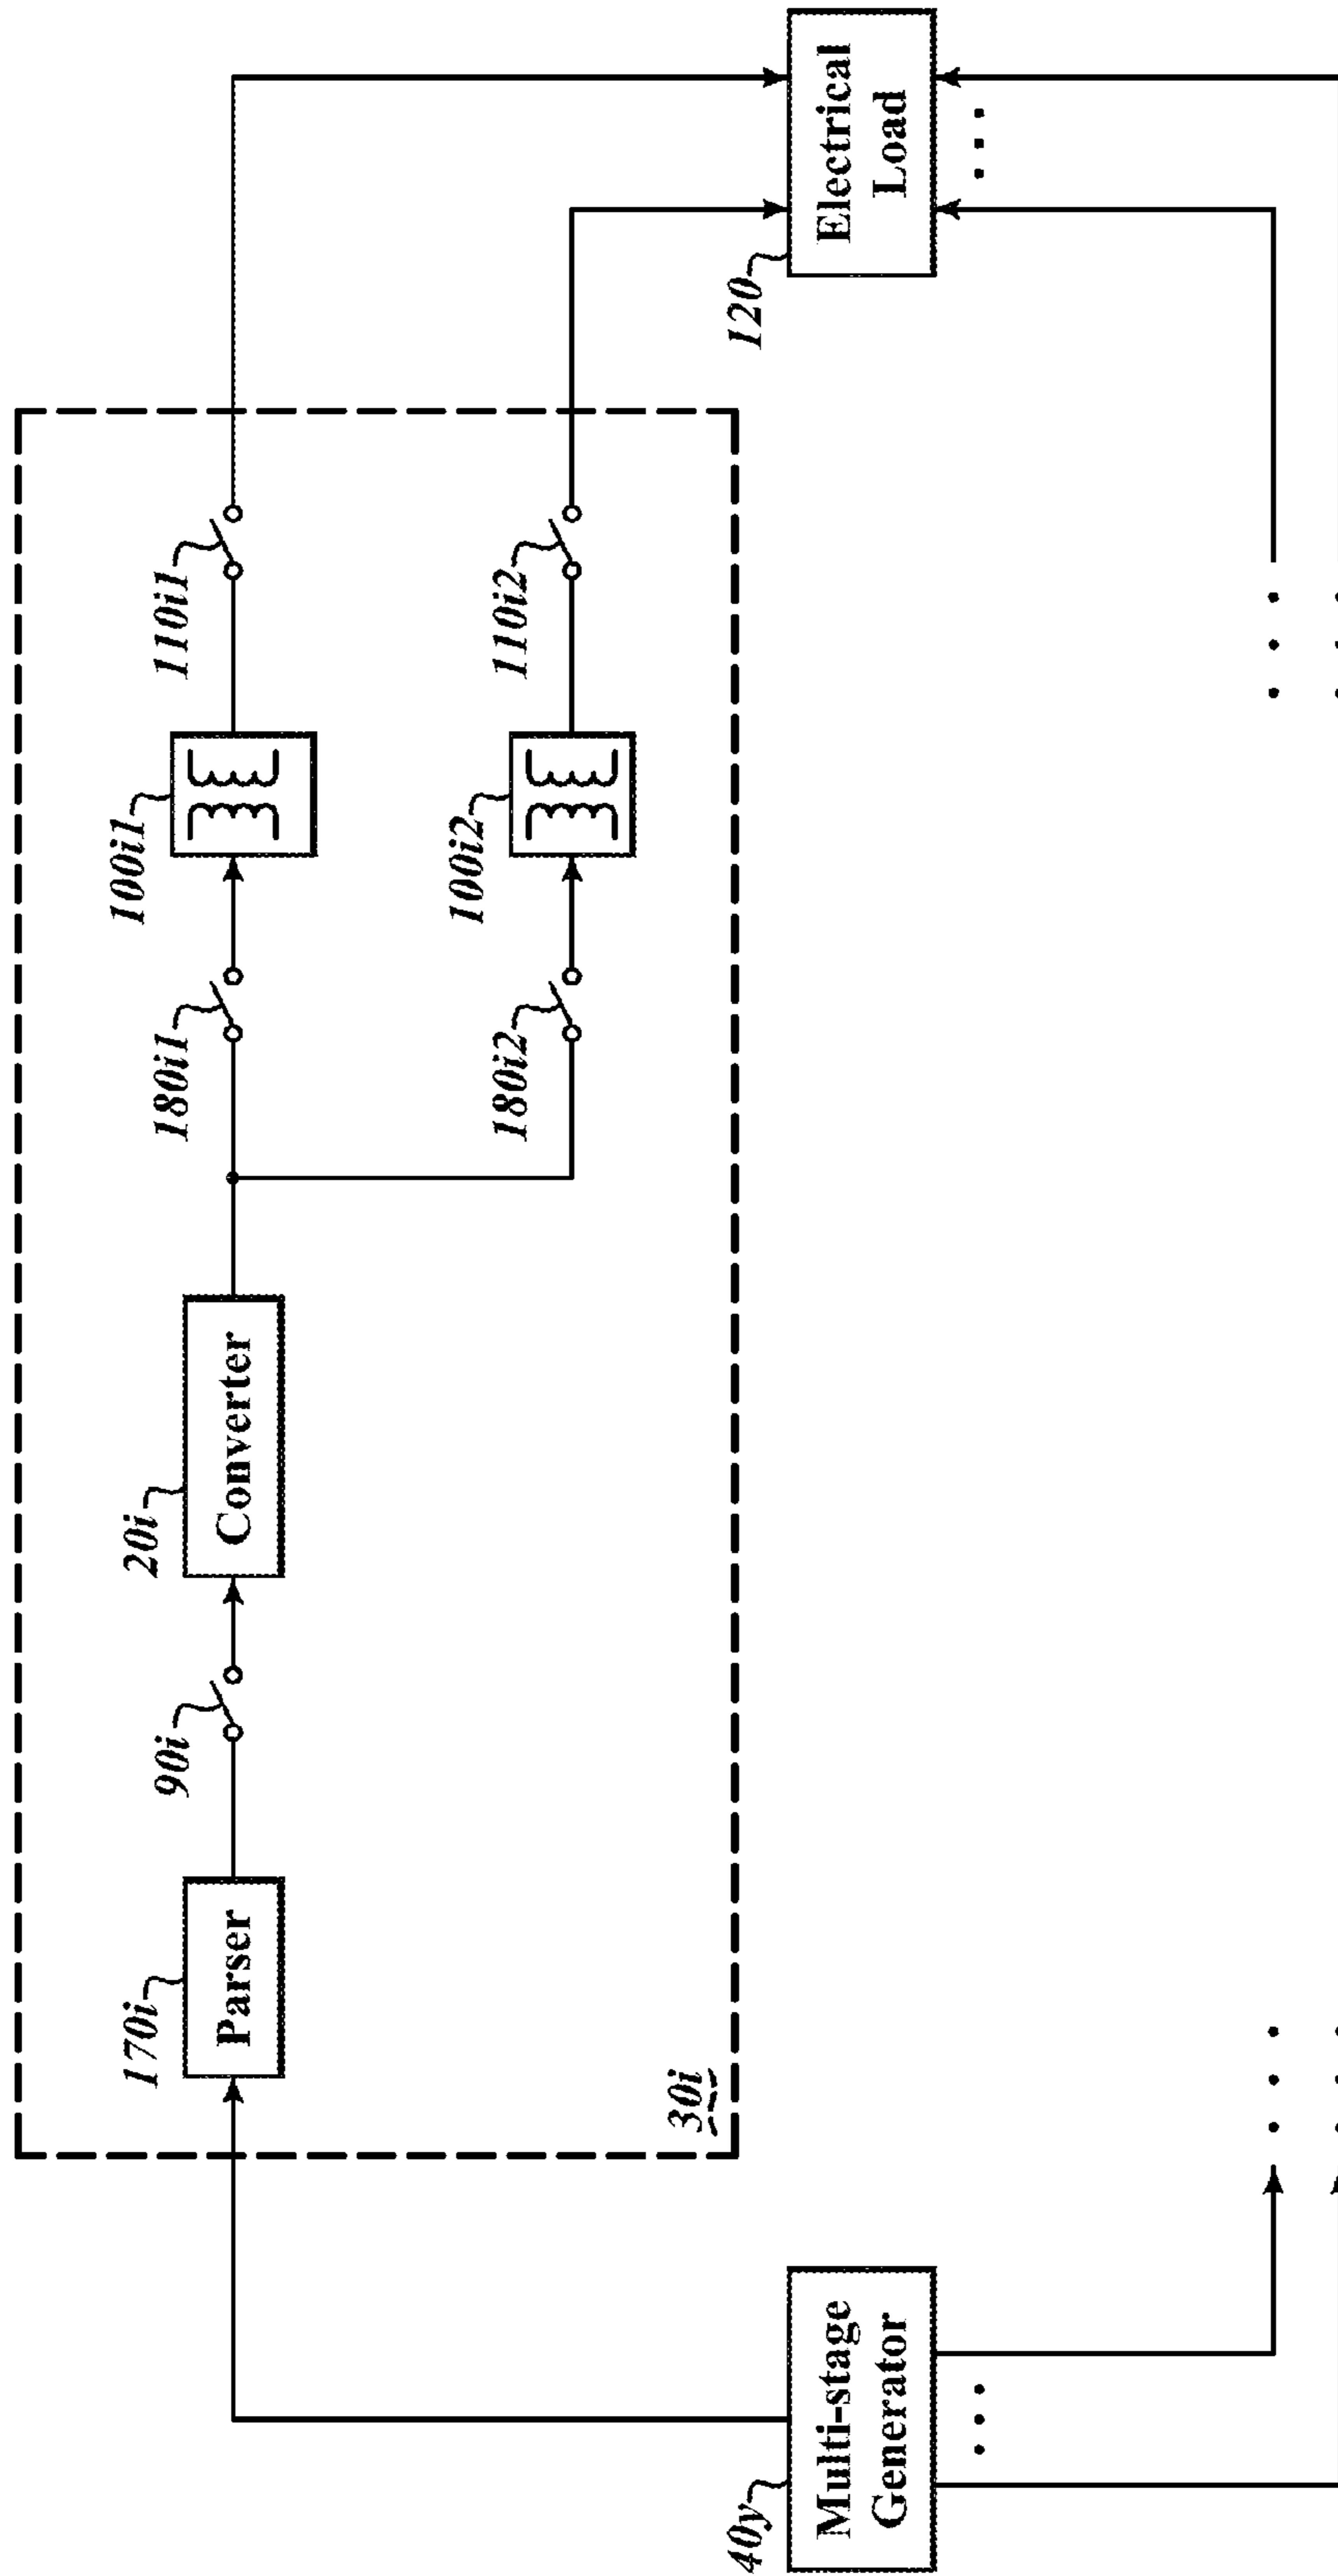 170i
Parser
90i
20i
Converter
180i1
100i1
110i1
180i2
100i2
110i2
30i
40y
Multi-stage
Generator
120
Electrical
Load